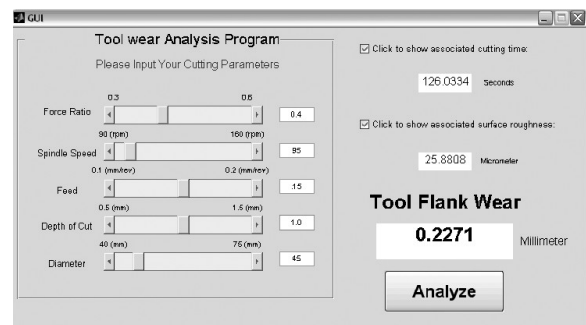 GUI
Tool wear Analysis Program
Please Input Your Cutting Parameters
0.3 0.6
Force Ratio 0.4
90 (rpm) 160 (rpm)
Spindle Speed 95
0.1 (mm/rev) 0.2 (mm/rev)
Feed .15
0.5 (mm) 1.5 (mm)
Depth of Cut 1.0
40 (mm) 75 (mm)
Diameter 45
Click to show associated cutting time:
126.0334 Seconds
Click to show associated surface roughness:
25.8808 Micrometer
Tool Flank Wear
0.2271 Millimeter
Analyze